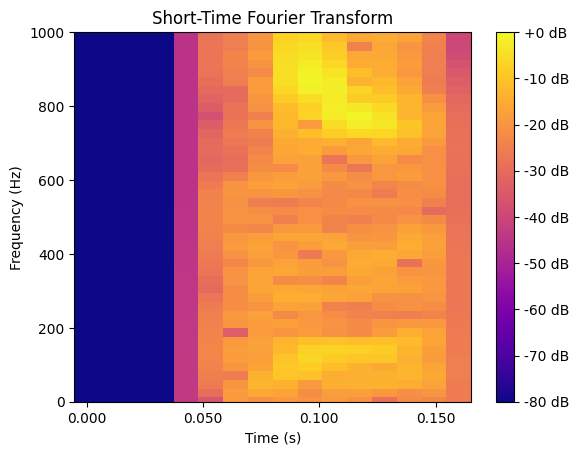 Short-Time Fourier Transform
1000
800
600
400
200
0
Frequency (Hz)
0.000
0.050
0.100
0.150
Time (s)
+0 dB
-10 dB
-20 dB
-30 dB
-40 dB
-50 dB
-60 dB
-70 dB
-80 dB